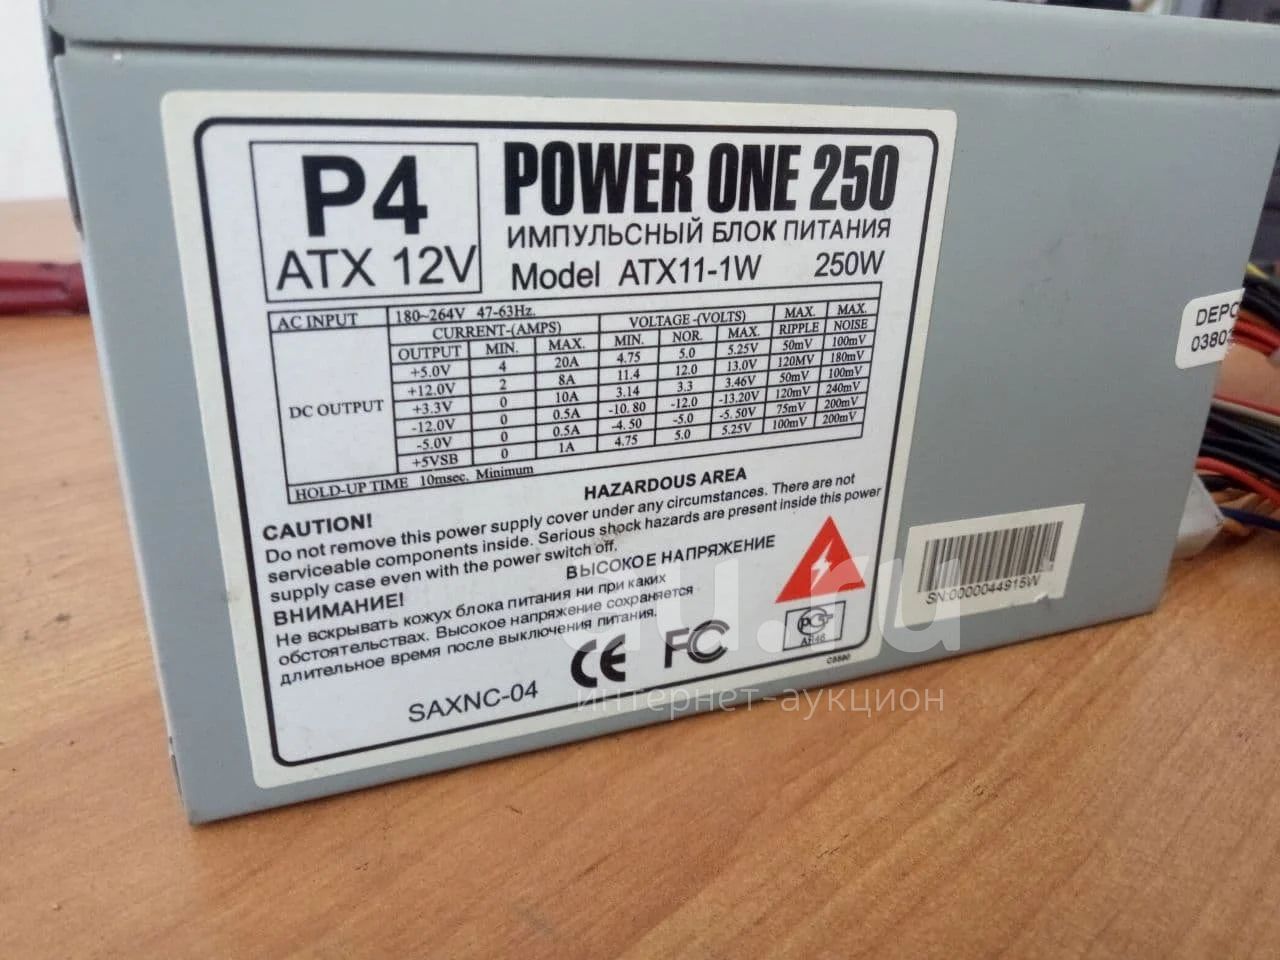 P4
ATX 12V
POWER ONE 250
ИМПУЛЬСНЫЙ БЛОК ПИТАНИЯ
Model ATX11-1W 250W
AC INPUT 180~264V 47-63Hz.
DC OUTPUT
CURRENT-(AMPS) VOLTAGE-(VOLTS) MAX. RIPPLE MAX. NOISE
OUTPUT MIN. MAX. MIN. NOR. MAX.
+5.0V 4 20A 4.75 5.0 5.25V 50mV 100mV
+12.0V 2 8A 11.4 12.0 13.0V 120MV 180mV
+3.3V 0 10A 3.14 3.3 3.46V 50mV 100mV
-12.0V 0 0.5A -10.80 -12.0 -13.20V 120mV 240mV
-5.0V 0 0.5A -4.50 -5.0 -5.50V 75mV 200mV
+5VSB 0 1A 4.75 5.0 5.25V 100mV 200mV
HOLD-UP TIME 10msec. Minimum
HAZARDOUS AREA
CAUTION!
Do not remove this power supply cover under any circumstances. There are not
serviceable components inside. Serious shock hazards are present inside this power
supply case even with the power switch off.
ВЫСОКОЕ НАПРЯЖЕНИЕ
ВНИМАНИЕ!
Не вскрывать кожух блока питания ни при каких
обстоятельствах. Высокое напряжение сохраняется
длительное время после выключения питания.
SAXNC-04
CE FC
РСТ
АЯ46
SN:0000044915W
DEPO
0380
au.ru
интернет-аукцион